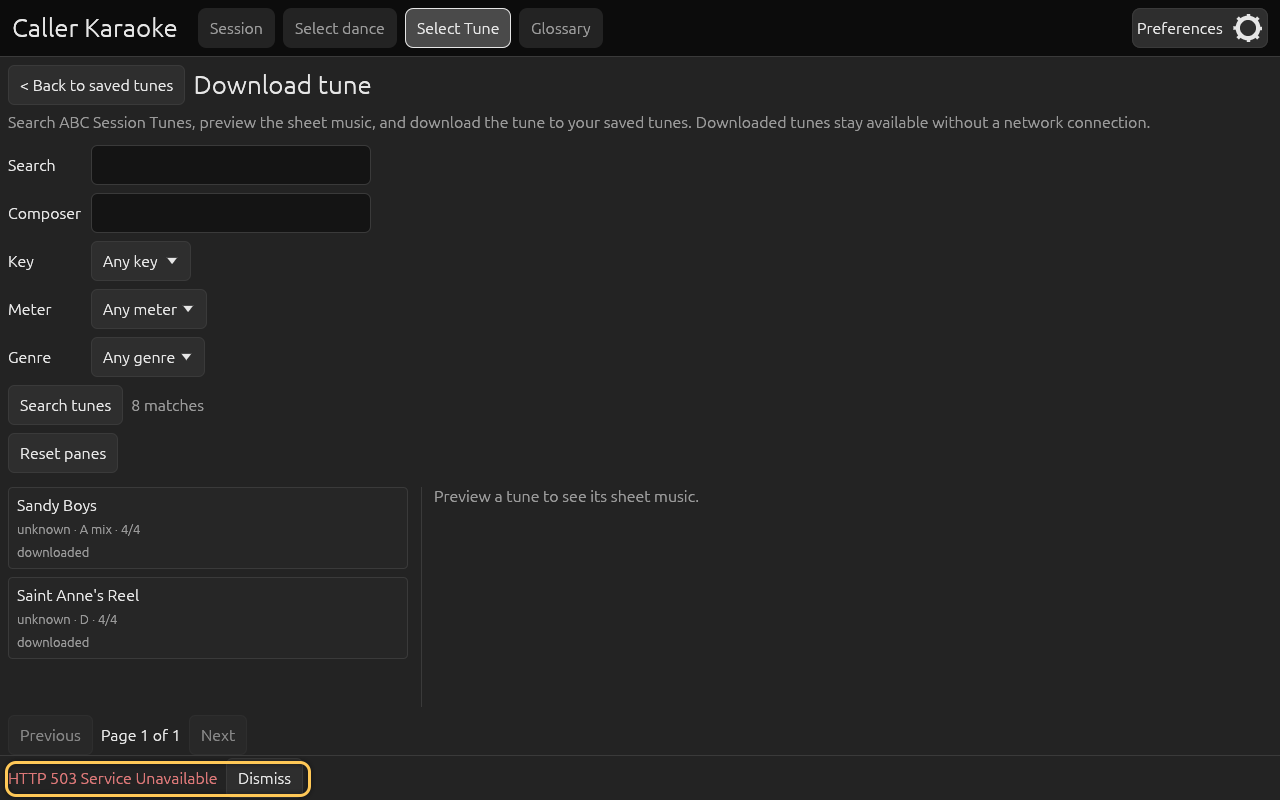 Caller Karaoke Session Select dance Select Tune Glossary Preferences
< Back to saved tunes Download tune
Search ABC Session Tunes, preview the sheet music, and download the tune to your saved tunes. Downloaded tunes stay available without a network connection.
Search
Composer
Key Any key
Meter Any meter
Genre Any genre
Search tunes 8 matches
Reset panes
Sandy Boys
unknown · A mix · 4/4
downloaded
Saint Anne's Reel
unknown · D · 4/4
downloaded
Preview a tune to see its sheet music.
Previous Page 1 of 1 Next
HTTP 503 Service Unavailable Dismiss